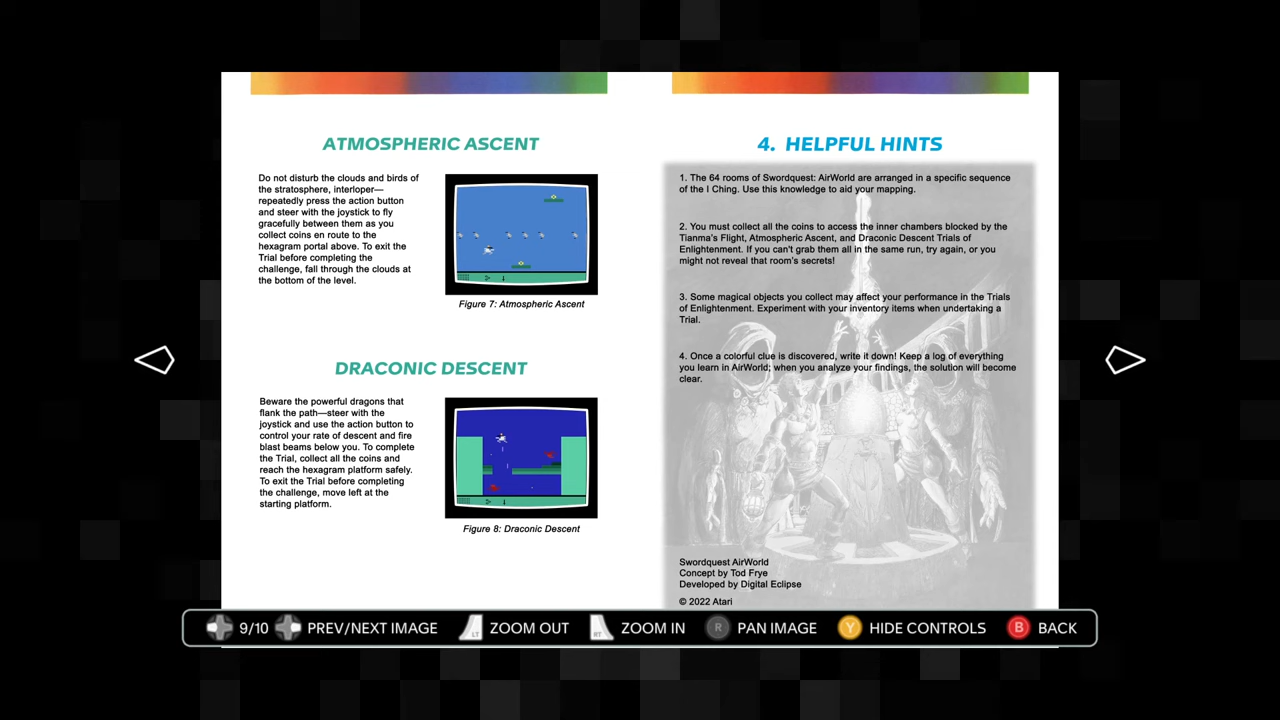 ATMOSPHERIC ASCENT
Do not disturb the clouds and birds of
the stratosphere, interloper—
repeatedly press the action button
and steer with the joystick to fly
gracefully between them as you
collect coins en route to the
hexagram portal above. To exit the
Trial before completing the
challenge, fall through the clouds at
the bottom of the level.
Figure 7: Atmospheric Ascent
DRACONIC DESCENT
Beware the powerful dragons that
flank the path—steer with the
joystick and use the action button to
control your rate of descent and fire
blast beams below you. To complete
the Trial, collect all the coins and
reach the hexagram platform safely.
To exit the Trial before completing
the challenge, move left at the
starting platform.
Figure 8: Draconic Descent
4. HELPFUL HINTS
1. The 64 rooms of Swordquest: AirWorld are arranged in a specific sequence
of the I Ching. Use this knowledge to aid your mapping.
2. You must collect all the coins to access the inner chambers blocked by the
Tianma's Flight, Atmospheric Ascent, and Draconic Descent Trials of
Enlightenment. If you can't grab them all in the same run, try again, or you
might not reveal that room's secrets!
3. Some magical objects you collect may affect your performance in the Trials
of Enlightenment. Experiment with your inventory items when undertaking a
Trial.
4. Once a colorful clue is discovered, write it down! Keep a log of everything
you learn in AirWorld; when you analyze your findings, the solution will become
clear.
Swordquest AirWorld
Concept by Tod Frye
Developed by Digital Eclipse
© 2022 Atari
9/10 PREV/NEXT IMAGE LT ZOOM OUT RT ZOOM IN R PAN IMAGE Y HIDE CONTROLS B BACK